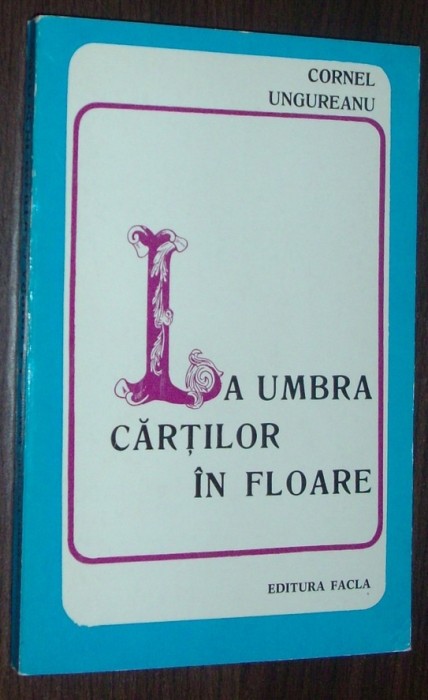 CORNEL
UNGUREANU
LA UMBRA
CĂRȚILOR
ÎN FLOARE
EDITURA FACLA